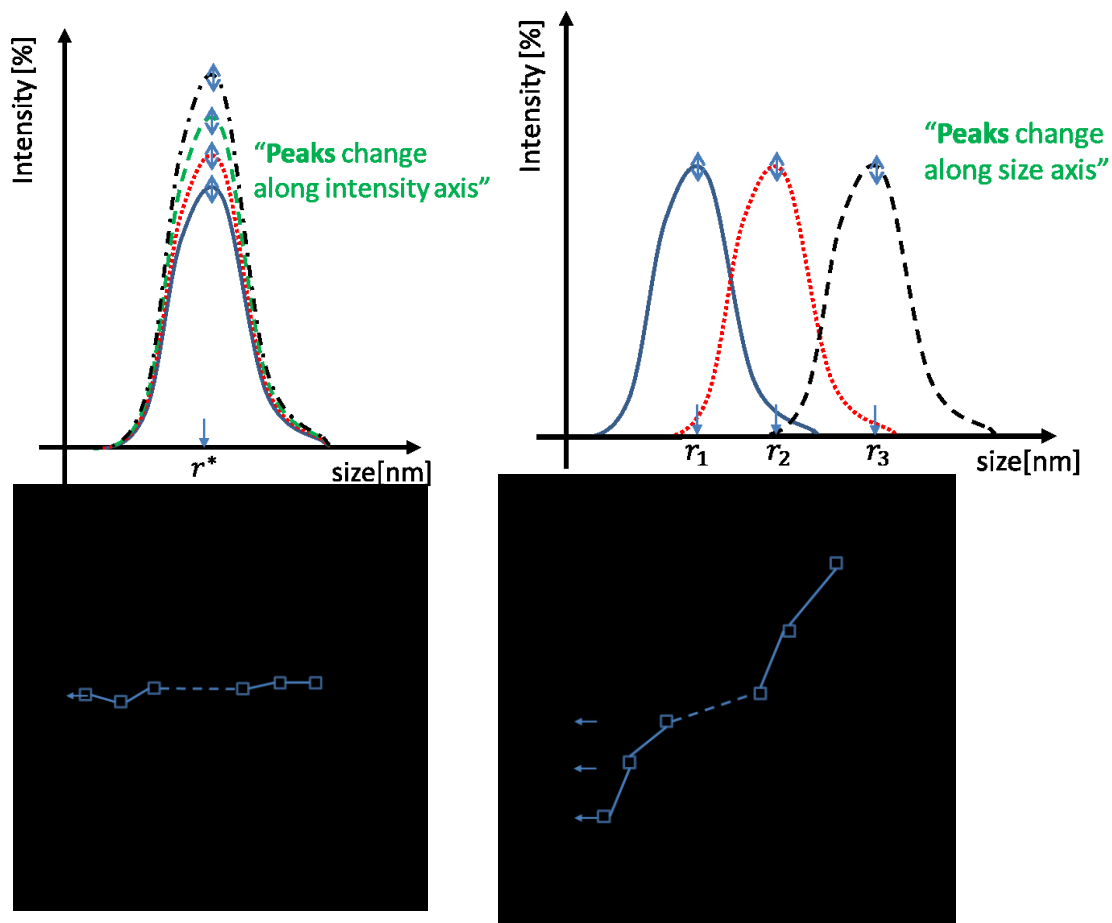 Intensity [%]
“Peaks change
along intensity axis”
r*
size[nm]
Intensity [%]
“Peaks change
along size axis”
r₁
r₂
r₃
size[nm]